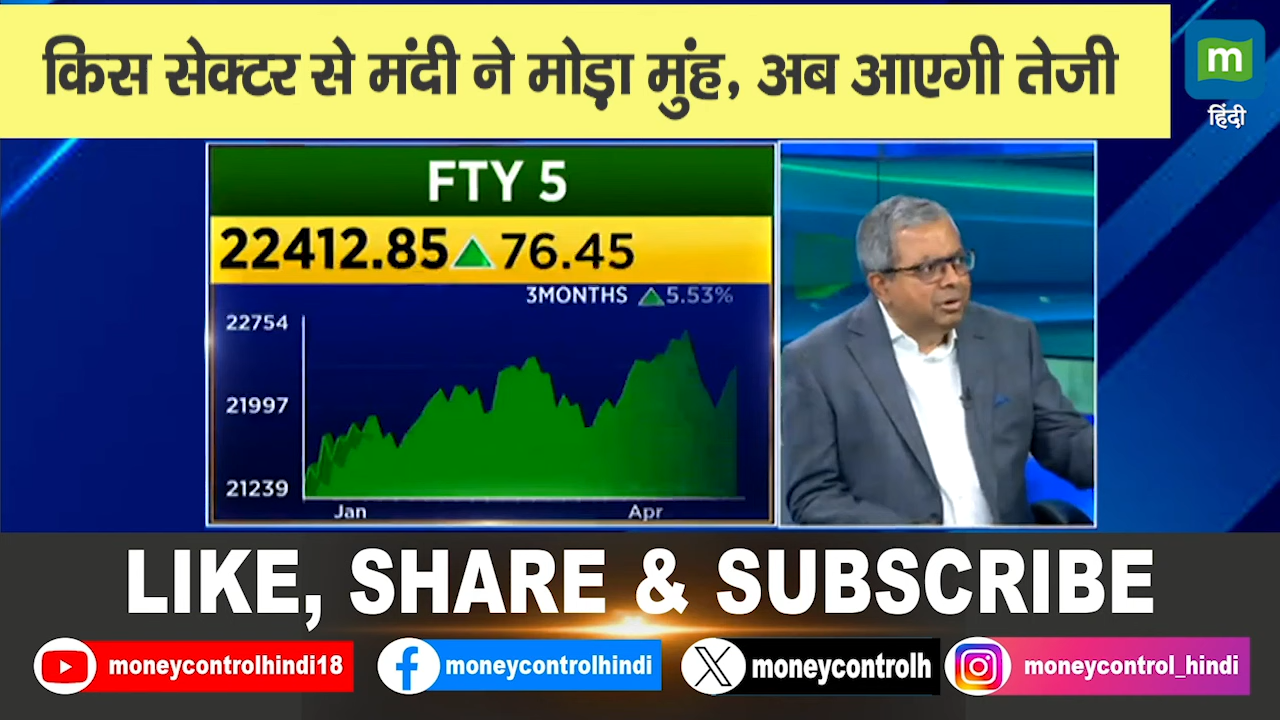 किस सेक्टर से मंदी ने मोड़ा मुंह, अब आएगी तेजी
m
हिंदी
FTY 5
22412.85 76.45
3MONTHS 5.53%
22754
21997
21239
Jan Apr
LIKE, SHARE & SUBSCRIBE
moneycontrolhindi18 moneycontrolhindi moneycontrolh moneycontrol_hindi